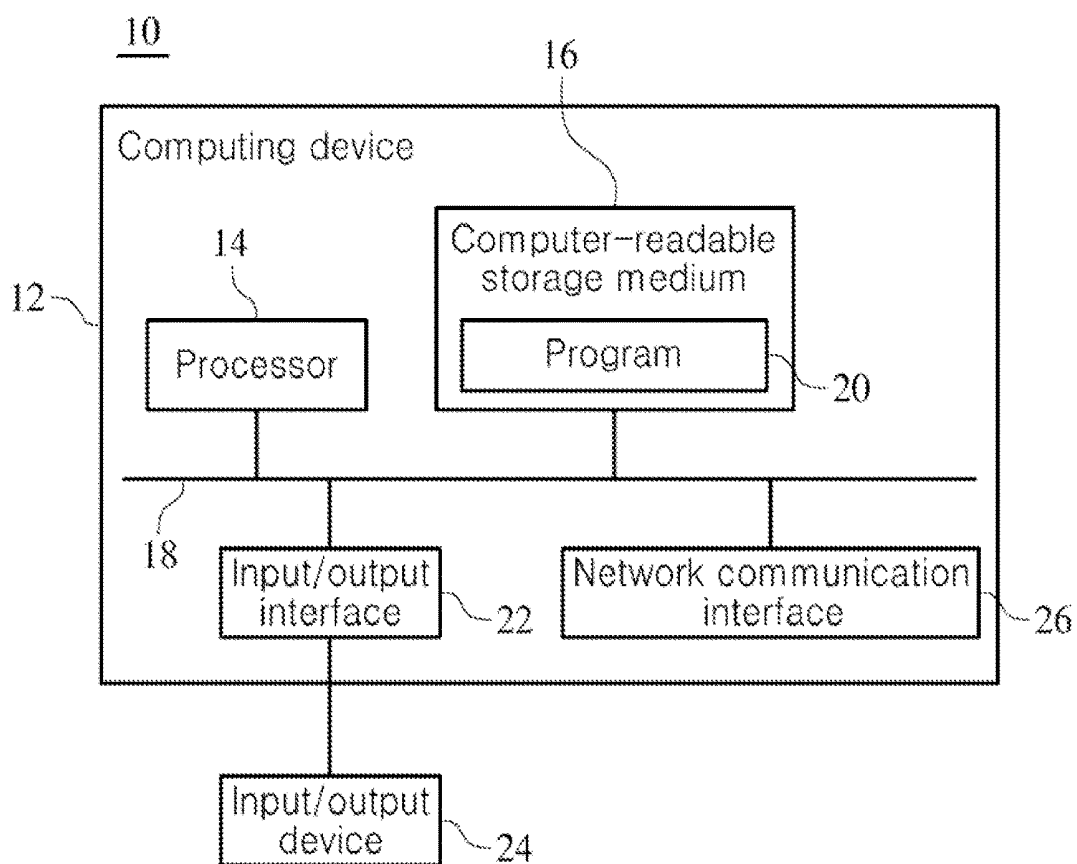 10
16
Computing device
Computer-readable
storage medium
14
12
Processor
Program
20
18
Input/output
interface
22
Network communication
interface
26
Input/output
device
24